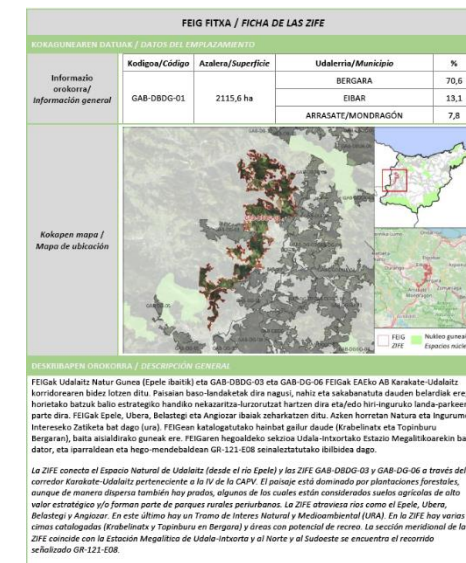 FEIG FITXA / FICHA DE LAS ZIFE
KOKAGUNEAREN DATUAK / DATOS DEL EMPLAZAMIENTO
Informazio orokorra/ Información general
Kodigoa/Código Azalera/Superficie Udalerria/Municipio %
GAB-DBDG-01 2115,6 ha
BERGARA 70,6
EIBAR 13,1
ARRASATE/MONDRAGÓN 7,8
Kokapen mapa /
Mapa de ubicación
FEIG
ZIFE
Nukleo gunea
Espacios núcle
DESKRIBAPEN OROKORRA / DESCRIPCIÓN GENERAL
FEIGak Udalaitz Natur Gunea (Epele ibaitik) eta GAB-DBDG-03 eta GAB-DG-06 FEIGak EAEko AB Karakate-Udalaitz
korridorearen bidez lotzen ditu. Paisaian baso-landaketak dira nagusi, nahiz eta sakabanatuta dauden belardiak ere,
horietako batzuk balio estrategiko handiko nekazaritza-lurzorutzat hartzen dira eta/edo hiri-inguruko landa-parkeen
parte dira. FEIGak Epele, Ubera, Belastegi eta Angiozar ibaiak zeharkatzen ditu. Azken horretan Natura eta Ingurume
Intereseko Zatiketa bat dago (ura). FEIGean katalogatutako hainbat gailur daude (Krabelinatx eta Topinburu
Bergaran), baita aisialdirako guneak ere. FEIGaren hegoaldeko sekzioa Udala-Intxortako Estazio Megalitikoarekin ba
dator, eta iparraldean eta hego-mendebaldean GR-121-E08 seinaleztatutako ibilbidea dago.
La ZIFE conecta el Espacio Natural de Udalaitz (desde el río Epele) y las ZIFE GAB-DBDG-03 y GAB-DG-06 a través del
corredor Karakate-Udalaitz perteneciente a la IV de la CAPV. El paisaje está dominado por plantaciones forestales,
aunque de manera dispersa también hay prados, algunos de los cuales están considerados suelos agrícolas de alto
valor estratégico y/o forman parte de parques rurales periurbanos. La ZIFE atraviesa ríos como el Epele, Ubera,
Belastegi y Angiozar. En este último hay un Tramo de Interes Natural y Medioambiental (URA). En la ZIFE hay varias
cimas catalogadas (Krabelinatx y Topinburu en Bergara) y áreas con potencial de recreo. La sección meridional de la
ZIFE coincide con la Estación Megalítica de Udala-Intxorta y al Norte y al Sudoeste se encuentra el recorrido
señalizado GR-121-E08.